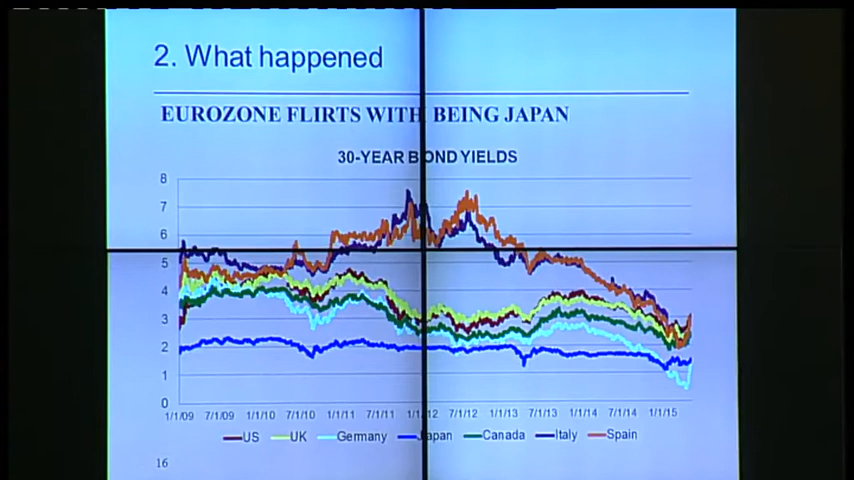 2. What happened
EUROZONE FLIRTS WITH BEING JAPAN
30-YEAR BOND YIELDS
8
7
6
5
4
3
2
1
0
1/1/09 7/1/09 1/1/10 7/1/10 1/1/11 7/1/11 1/1/12 7/1/12 1/1/13 7/1/13 1/1/14 7/1/14 1/1/15
US UK Germany Japan Canada Italy Spain
16